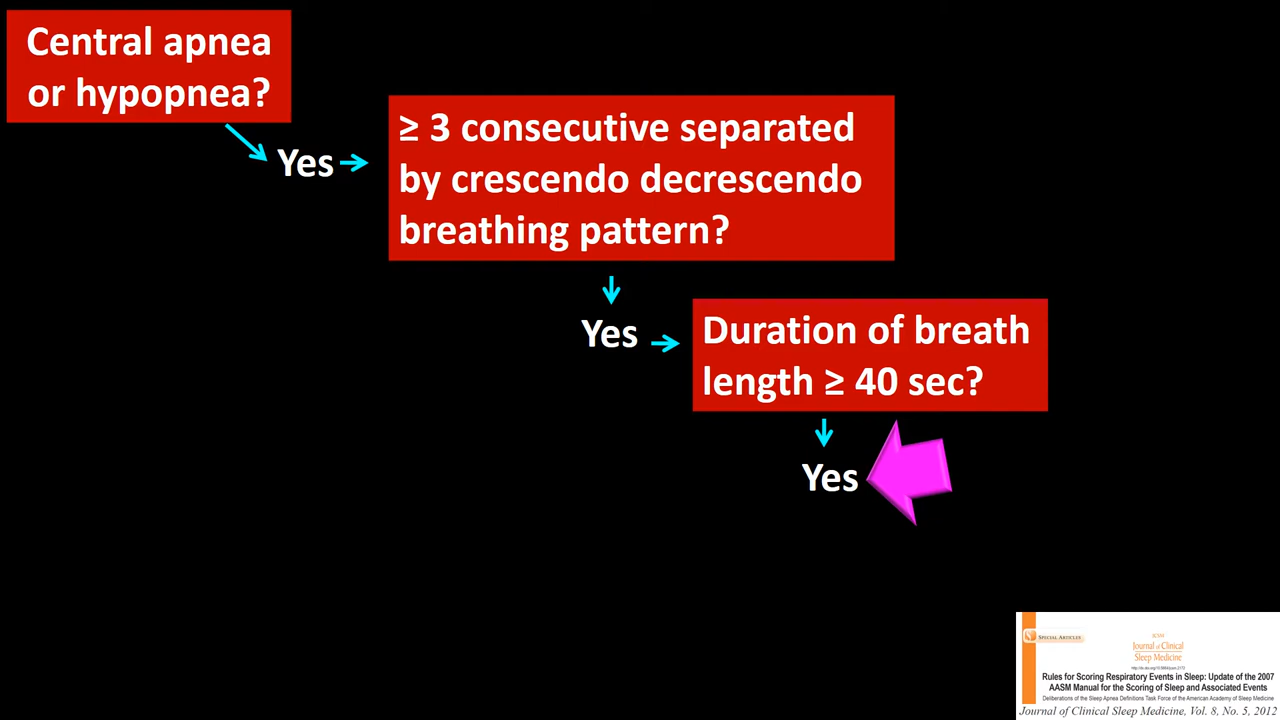 Central apnea
or hypopnea?
Yes
≥ 3 consecutive separated
by crescendo decrescendo
breathing pattern?
Yes
Duration of breath
length ≥ 40 sec?
Yes
SPECIAL ARTICLES
Journal of Clinical
Sleep Medicine
Rules for Scoring Respiratory Events in Sleep: Update of the 2007
AASM Manual for the Scoring of Sleep and Associated Events
Deliberations of the Sleep Apnea Definitions Task Force of the American Academy of Sleep Medicine
Journal of Clinical Sleep Medicine, Vol. 8, No. 5, 2012